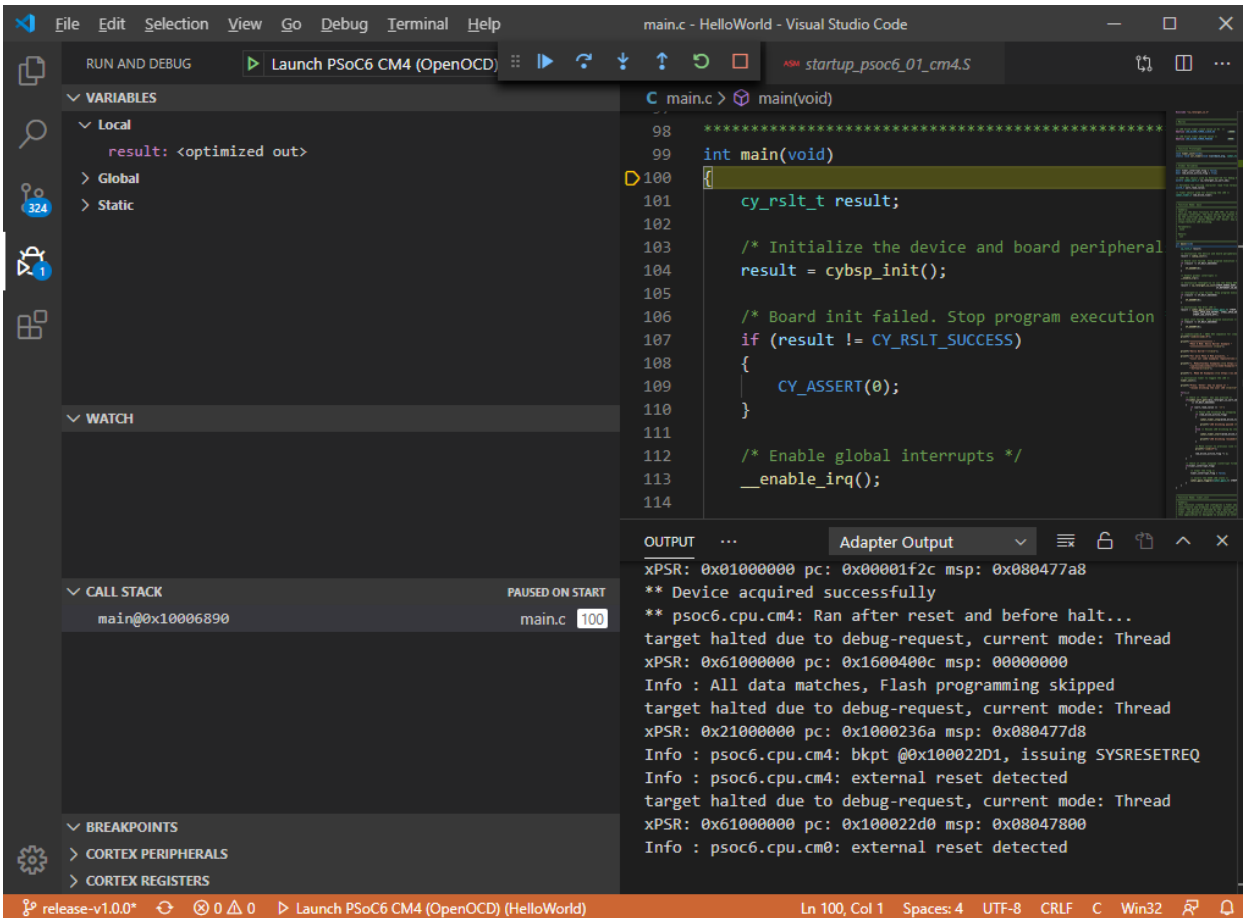 File Edit Selection View Go Debug Terminal Help main.c - HelloWorld - Visual Studio Code
RUN AND DEBUG Launch PSoC6 CM4 (OpenOCD) ASM startup_psoc6_01_cm4.S ...
324
1
VARIABLES
Local
result: <optimized out>
Global
Static
WATCH
CALL STACK PAUSED ON START
main@0x10006890 main.c 100
BREAKPOINTS
CORTEX PERIPHERALS
CORTEX REGISTERS
C main.c > main(void)
98 *************************************************
99 int main(void)
100 {
101 cy_rslt_t result;
102
103 /* Initialize the device and board peripheral
104 result = cybsp_init();
105
106 /* Board init failed. Stop program execution
107 if (result != CY_RSLT_SUCCESS)
108 {
109 CY_ASSERT(0);
110 }
111
112 /* Enable global interrupts */
113 __enable_irq();
114
OUTPUT ... Adapter Output
xPSR: 0x01000000 pc: 0x00001f2c msp: 0x080477a8
** Device acquired successfully
** psoc6.cpu.cm4: Ran after reset and before halt...
target halted due to debug-request, current mode: Thread
xPSR: 0x61000000 pc: 0x1600400c msp: 00000000
Info : All data matches, Flash programming skipped
target halted due to debug-request, current mode: Thread
xPSR: 0x21000000 pc: 0x1000236a msp: 0x080477d8
Info : psoc6.cpu.cm4: bkpt @0x100022D1, issuing SYSRESETREQ
Info : psoc6.cpu.cm4: external reset detected
target halted due to debug-request, current mode: Thread
xPSR: 0x61000000 pc: 0x100022d0 msp: 0x08047800
Info : psoc6.cpu.cm0: external reset detected
release-v1.0.0* 0 0 Launch PSoC6 CM4 (OpenOCD) (HelloWorld) Ln 100, Col 1 Spaces: 4 UTF-8 CRLF C Win32